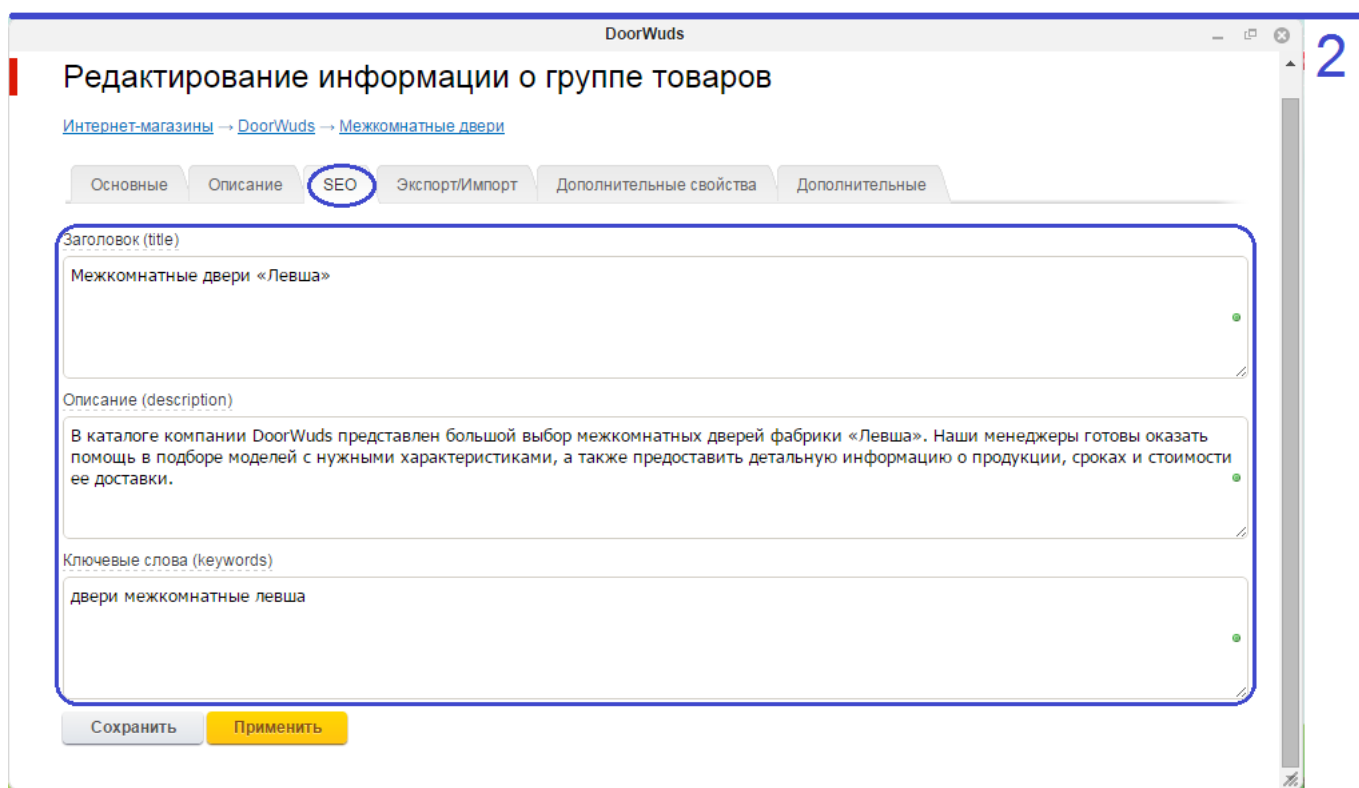 DoorWuds
2
Редактирование информации о группе товаров
Интернет-магазины → DoorWuds → Межкомнатные двери
Основные Описание SEO Экспорт/Импорт Дополнительные свойства Дополнительные
Заголовок (title)
Межкомнатные двери «Левша»
Описание (description)
В каталоге компании DoorWuds представлен большой выбор межкомнатных дверей фабрики «Левша». Наши менеджеры готовы оказать
помощь в подборе моделей с нужными характеристиками, а также предоставить детальную информацию о продукции, сроках и стоимости
ее доставки.
Ключевые слова (keywords)
двери межкомнатные левша
Сохранить Применить